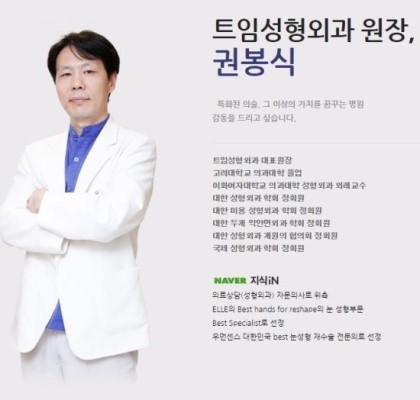 트임성형외과 원장,
권봉식
특화된 의술, 그 이상의 가치를 꿈꾸는 병원
감동을 드리고 싶습니다.
트임성형외과 대표원장
고려대학교 의과대학 졸업
이화여자대학교 의과대학 성형외과 외래교수
대한 성형외과 학회 정회원
대한 미용 성형외과 학회 정회원
대한 두개 악안면외과 학회 정회원
대한 성형외과 개원의 협의회 정회원
국제 성형외과 학회 정회원
NAVER 지식iN
의료상담(성형외과) 자문의사로 위촉
ELLE의 Best hands for reshape의 눈 성형부문
Best Specialist로 선정
우먼센스 대한민국 best 눈성형 재수술 전문의로 선정